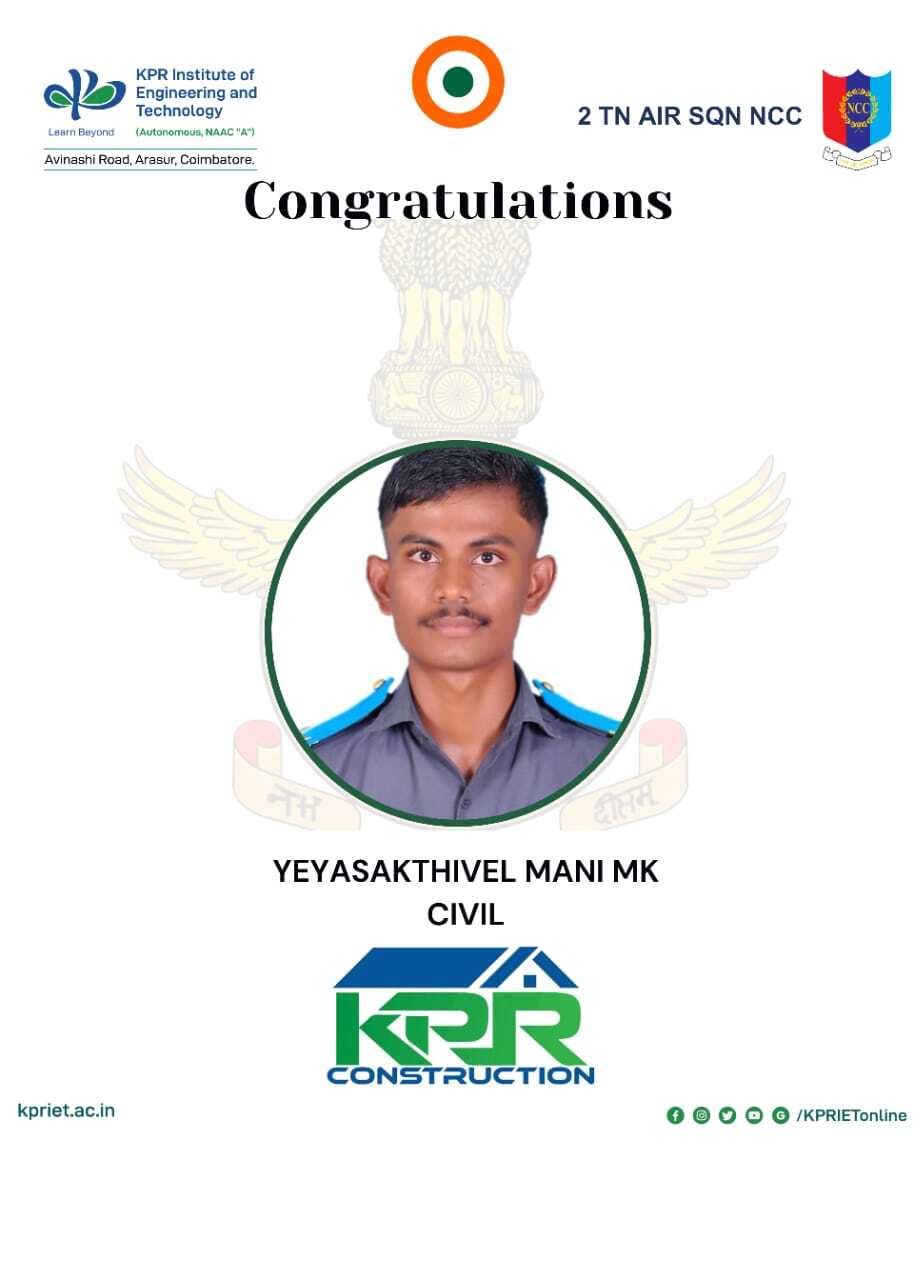 KPR Institute of
Engineering and
Technology
Learn Beyond (Autonomous, NAAC "A")
Avinashi Road, Arasur, Coimbatore.
2 TN AIR SQN NCC
NCC
Congratulations
नभ
दीप्तम्
YEYASAKTHIVEL MANI MK
CIVIL
KPR
CONSTRUCTION
kpriet.ac.in
/KPRIETonline